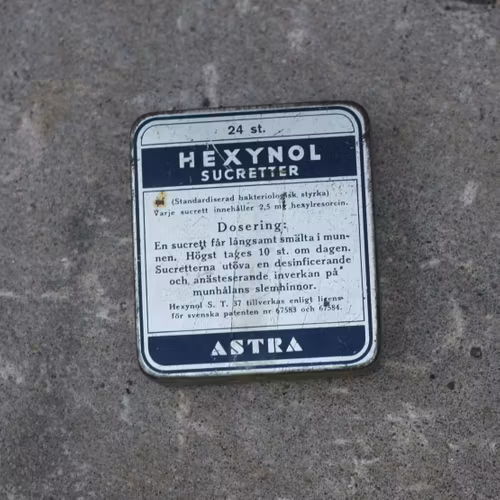 24 st.
HEXYNOL
SUCRETTER
(Standardiserad bakteriologisk styrka)
Varje sucrett innehåller 2,5 mg hexylresorcin.
Dosering:
En sucrett får långsamt smälta i mun-
nen. Högst tages 10 st. om dagen.
Sucretterna utöva en desinficerande
och anästeserande inverkan på
munhålans slemhinnor.
Hexynol S. T. 37 tillverkas enligt licens
för svenska patenten nr 67583 och 67584.
ASTRA